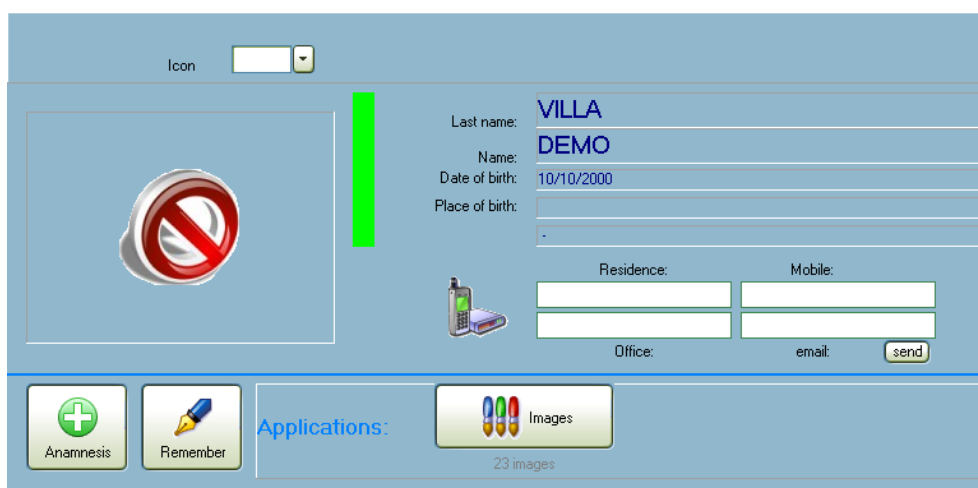 Icon
Last name: VILLA
Name: DEMO
Date of birth: 10/10/2000
Place of birth:
-
Residence: Mobile:
Office: email: send
Anamnesis Remember Applications: Images
23 images